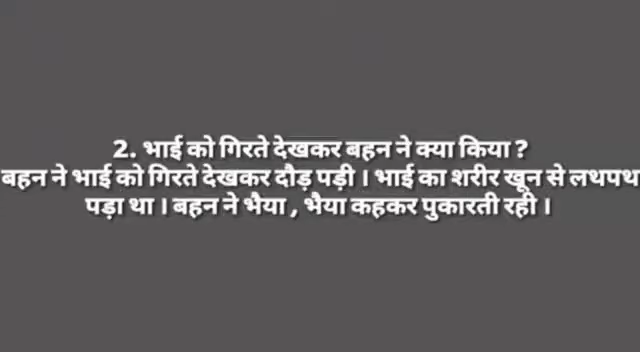 2. भाई को गिरते देखकर बहन ने क्या किया ?
बहन ने भाई को गिरते देखकर दौड़ पड़ी । भाई का शरीर खून से लथपथ
पड़ा था । बहन ने भैया , भैया कहकर पुकारती रही ।